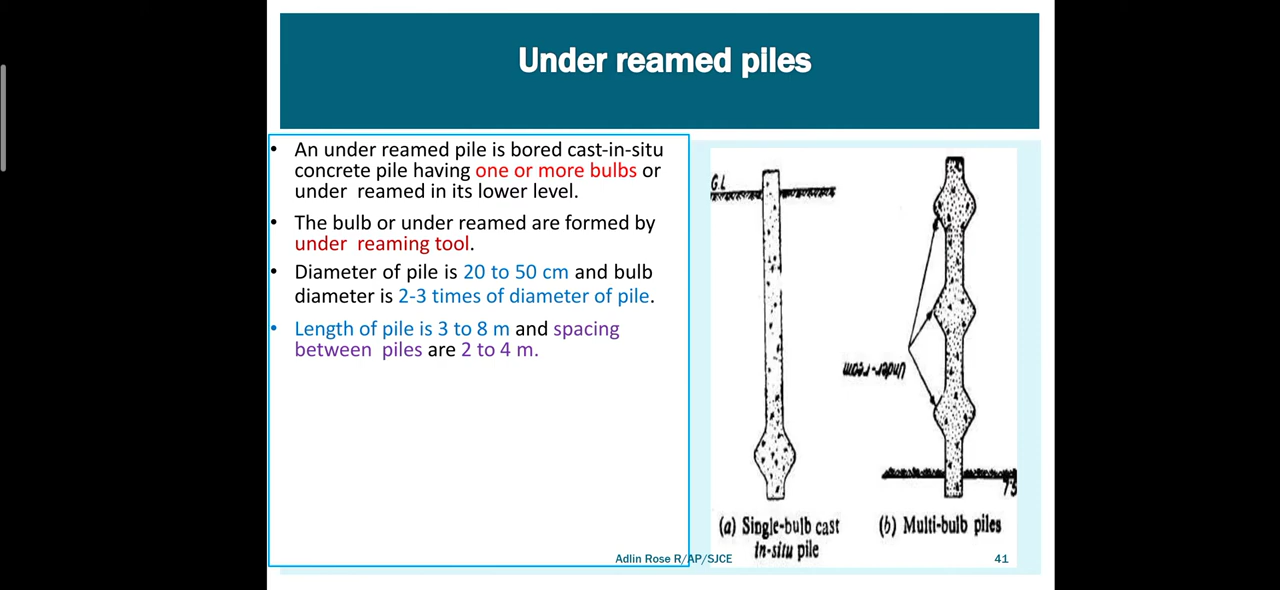 Under reamed piles
• An under reamed pile is bored cast-in-situ
concrete pile having one or more bulbs or
under reamed in its lower level.
• The bulb or under reamed are formed by
under reaming tool.
• Diameter of pile is 20 to 50 cm and bulb
diameter is 2-3 times of diameter of pile.
• Length of pile is 3 to 8 m and spacing
between piles are 2 to 4 m.
GL
Under-ream
GL
(a) Single-bulb cast
in-situ pile
(b) Multi-bulb piles
Adlin Rose R/AP/SJCE
41